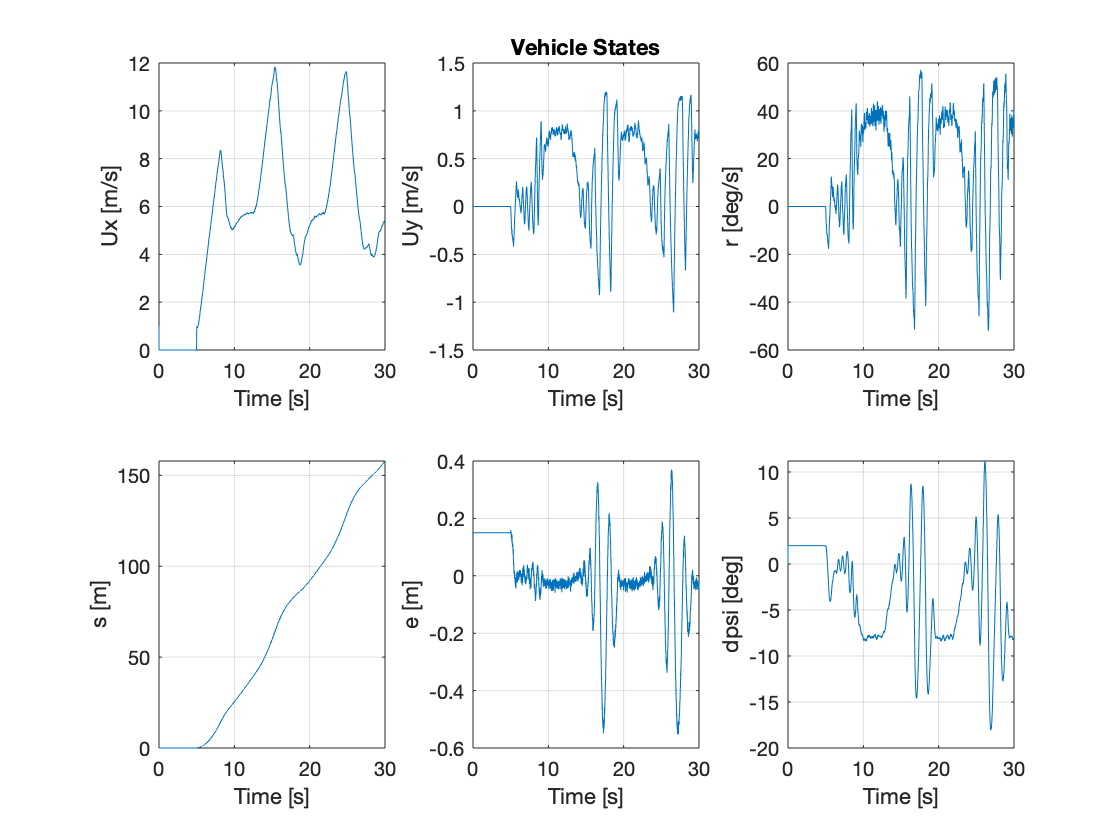 Vehicle States
Ux [m/s]
12
10
8
6
4
2
0
0 10 20 30
Time [s]
Uy [m/s]
1.5
1
0.5
0
-0.5
-1
-1.5
0 10 20 30
Time [s]
r [deg/s]
60
40
20
0
-20
-40
-60
0 10 20 30
Time [s]
s [m]
150
100
50
0
0 10 20 30
Time [s]
e [m]
0.4
0.2
0
-0.2
-0.4
-0.6
0 10 20 30
Time [s]
dpsi [deg]
10
5
0
-5
-10
-15
-20
0 10 20 30
Time [s]